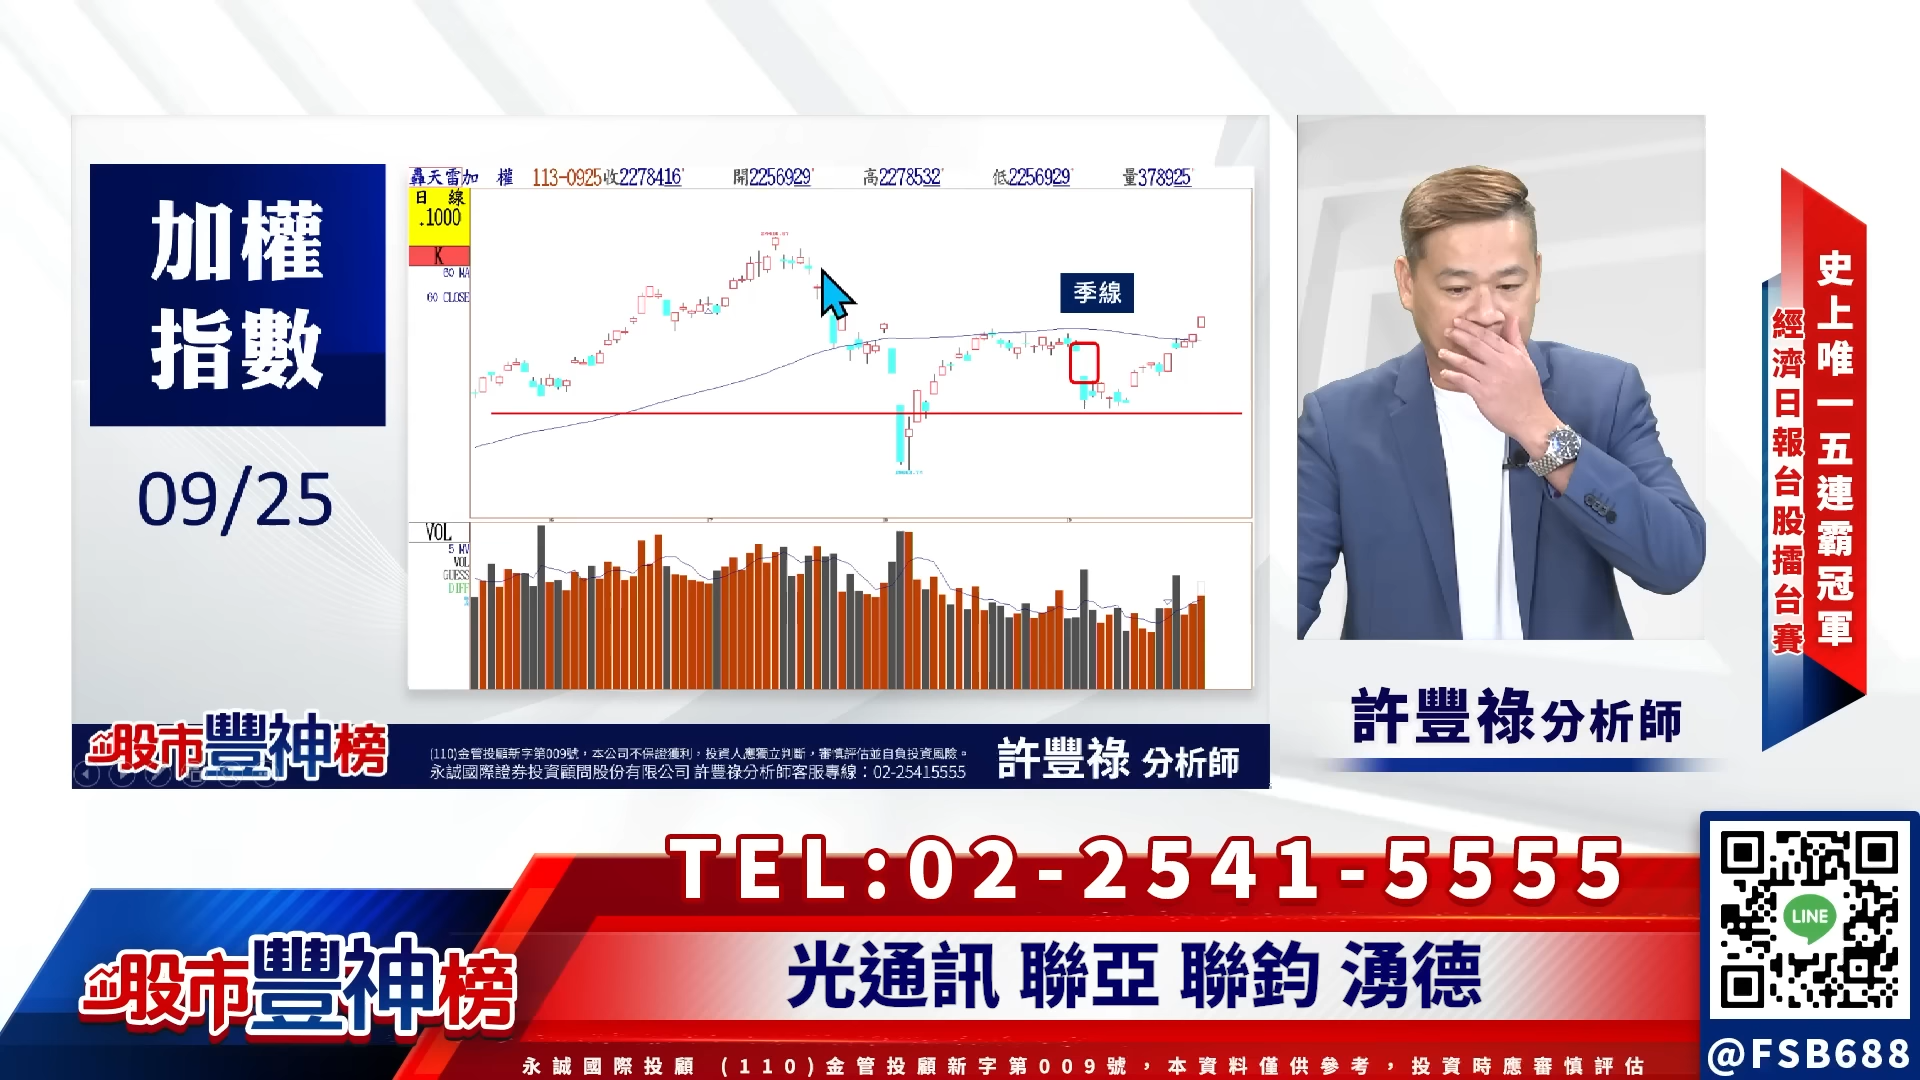 加權
指數
09/25
轟天雷加 權 113-0925收2278416' 開2256929' 高2278532' 低2256929' 量378925'
日 線
.1000
K
60 MA
60 CLOSE
季線
VOL
5 MV
VOL
GUESS
DIFF
股市豐神榜
(110)金管投顧新字第009號，本公司不保證獲利，投資人應獨立判斷，審慎評估並自負投資風險。
永誠國際證券投資顧問股份有限公司 許豐祿分析師客服專線：02-25415555
許豐祿 分析師
許豐祿分析師
史上唯一五連霸冠軍
經濟日報台股擂台賽
TEL:02-2541-5555
股市豐神榜
光通訊 聯亞 聯鈞 湧德
永誠國際投顧 (110)金管投顧新字第009號，本資料僅供參考，投資時應審慎評估
LINE
@FSB688